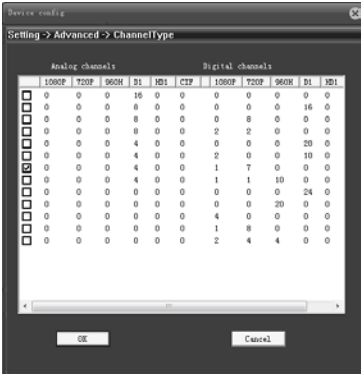 Device config
Setting -> Advanced -> ChannelType
Analog channels Digital channels
1080P 720P 960H D1 HD1 CIF 1080P 720P 960H D1 HD1
0 0 0 16 0 0 0 0 0 0 0
0 0 0 8 0 0 0 0 0 16 0
0 0 0 8 0 0 0 8 0 0 0
0 0 0 8 0 0 2 2 0 0 0
0 0 0 4 0 0 0 0 0 20 0
0 0 0 4 0 0 2 0 0 10 0
0 0 0 4 0 0 1 7 0 0 0
0 0 0 4 0 0 1 1 10 0 0
0 0 0 0 0 0 0 0 0 24 0
0 0 0 0 0 0 0 0 20 0 0
0 0 0 0 0 0 4 0 0 0 0
0 0 0 0 0 0 1 8 0 0 0
0 0 0 0 0 0 2 4 4 0 0
OK Cancel